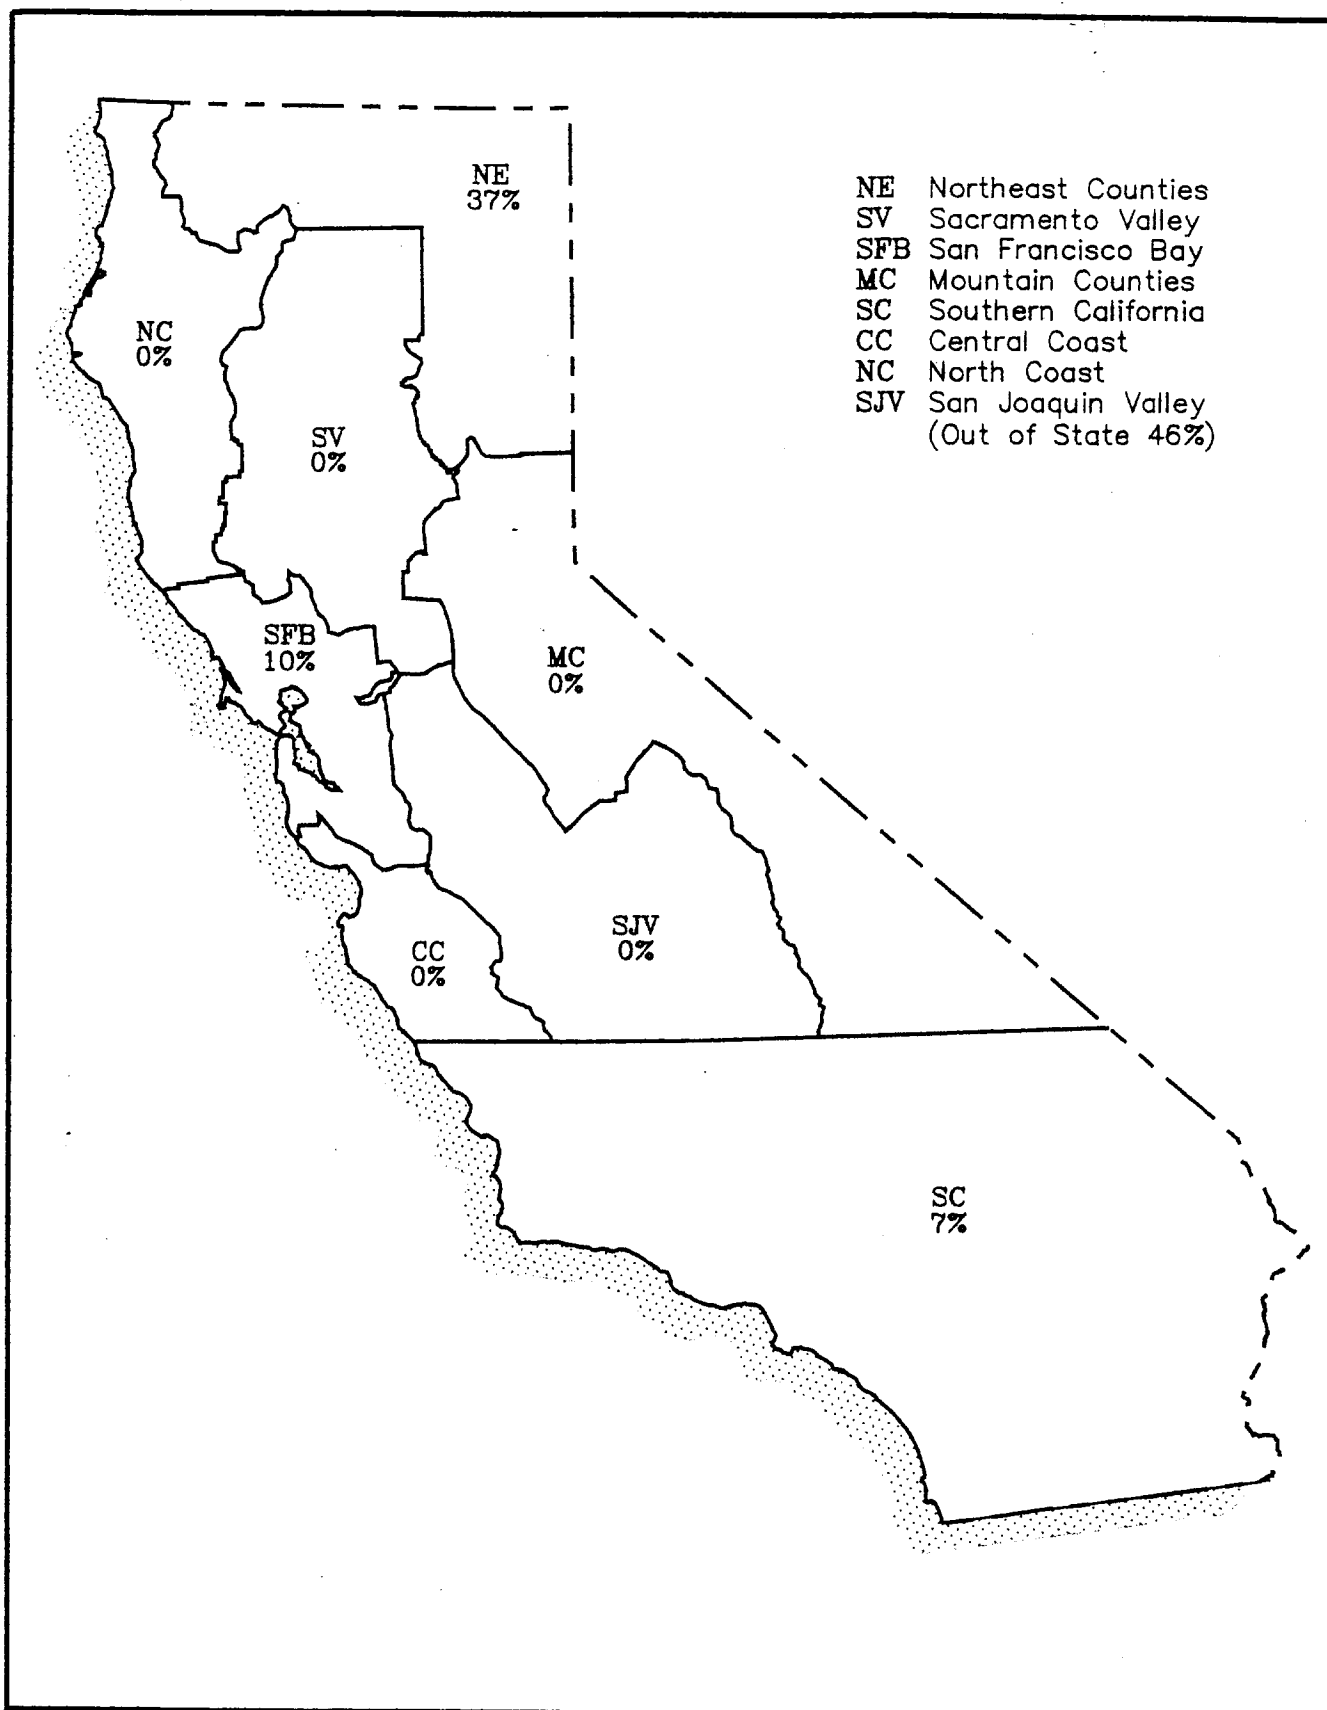 NE
37%
NE Northeast Counties
SV Sacramento Valley
SFB San Francisco Bay
MC Mountain Counties
SC Southern California
CC Central Coast
NC North Coast
SJV San Joaquin Valley
(Out of State 46%)
NC
0%
SV
0%
SFB
10%
MC
0%
SJV
0%
CC
0%
SC
7%